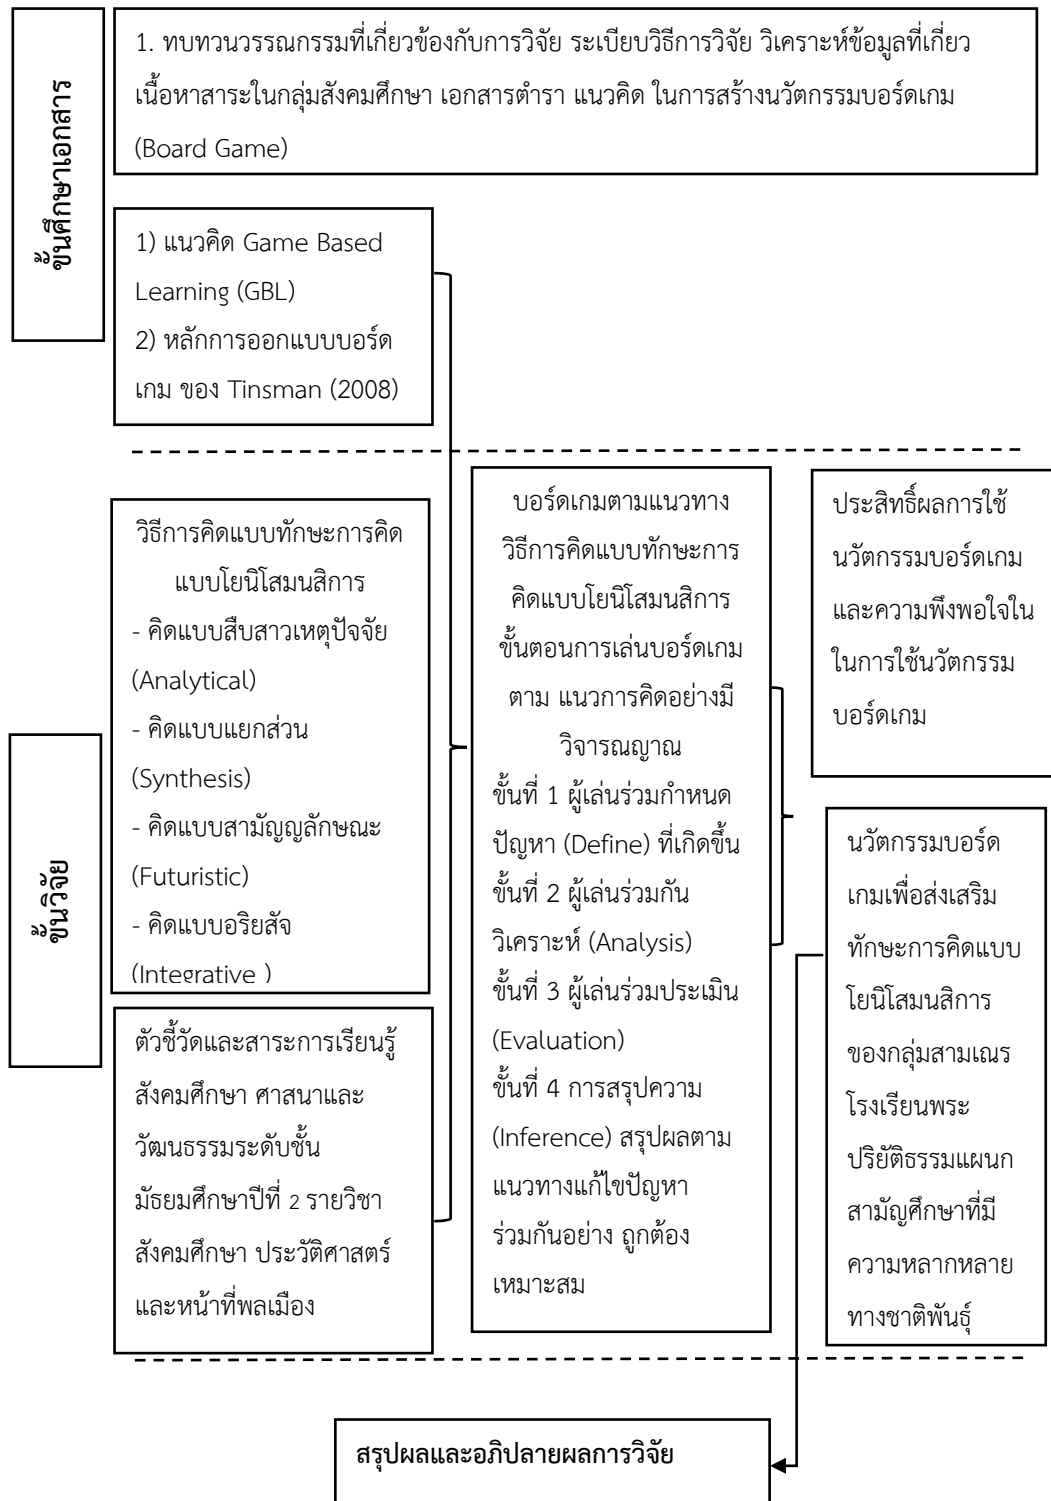 ขั้นศึกษาเอกสาร
1. ทบทวนวรรณกรรมที่เกี่ยวข้องกับการวิจัย ระเบียบวิธีการวิจัย วิเคราะห์ข้อมูลที่เกี่ยว
เนื้อหาสาระในกลุ่มสังคมศึกษา เอกสารตำรา แนวคิด ในการสร้างนวัตกรรมบอร์ดเกม
(Board Game)
1) แนวคิด Game Based
Learning (GBL)
2) หลักการออกแบบบอร์ด
เกม ของ Tinsman (2008)
ขั้นวิจัย
วิธีการคิดแบบทักษะการคิด
แบบโยนิโสมนสิการ
- คิดแบบสืบสาวเหตุปัจจัย
(Analytical)
- คิดแบบแยกส่วน
(Synthesis)
- คิดแบบสามัญญลักษณะ
(Futuristic)
- คิดแบบอริยสัจ
(Integrative )
ตัวชี้วัดและสาระการเรียนรู้
สังคมศึกษา ศาสนาและ
วัฒนธรรมระดับชั้น
มัธยมศึกษาปีที่ 2 รายวิชา
สังคมศึกษา ประวัติศาสตร์
และหน้าที่พลเมือง
บอร์ดเกมตามแนวทาง
วิธีการคิดแบบทักษะการ
คิดแบบโยนิโสมนสิการ
ขั้นตอนการเล่นบอร์ดเกม
ตาม แนวการคิดอย่างมี
วิจารณญาณ
ขั้นที่ 1 ผู้เล่นร่วมกำหนด
ปัญหา (Define) ที่เกิดขึ้น
ขั้นที่ 2 ผู้เล่นร่วมกัน
วิเคราะห์ (Analysis)
ขั้นที่ 3 ผู้เล่นร่วมประเมิน
(Evaluation)
ขั้นที่ 4 การสรุปความ
(Inference) สรุปผลตาม
แนวทางแก้ไขปัญหา
ร่วมกันอย่าง ถูกต้อง
เหมาะสม
ประสิทธิ์ผลการใช้
นวัตกรรมบอร์ดเกม
และความพึงพอใจใน
ในการใช้นวัตกรรม
บอร์ดเกม
นวัตกรรมบอร์ด
เกมเพื่อส่งเสริม
ทักษะการคิดแบบ
โยนิโสมนสิการ
ของกลุ่มสามเณร
โรงเรียนพระ
ปริยัติธรรมแผนก
สามัญศึกษาที่มี
ความหลากหลาย
ทางชาติพันธุ์
สรุปผลและอภิปลายผลการวิจัย